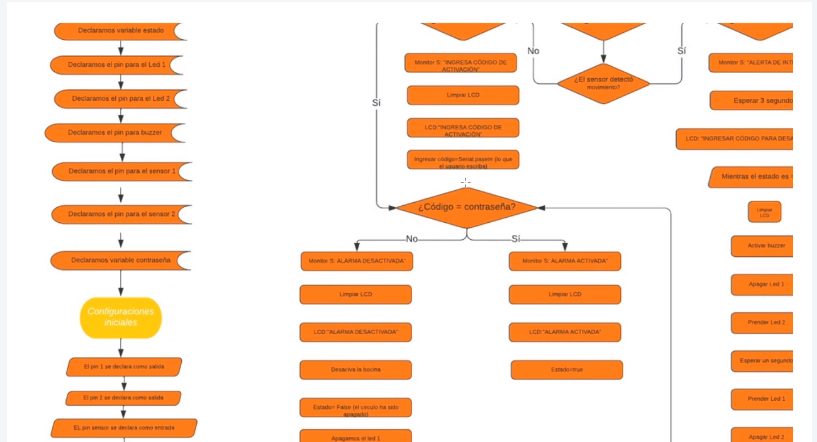 Declaramos variable estado
Declaramos el pin para el Led 1
Declaramos el pin para el Led 2
Declaramos el pin para buzzer
Declaramos el pin para el sensor 1
Declaramos el pin para el sensor 2
Declaramos variable contraseña
Configuraciones
iniciales
El pin 1 se declara como salida
El pin 2 se declara como salida
EL pin sensor se declara como entrada
Sí
Monitor S: "INGRESA CÓDIGO DE
ACTIVACIÓN"
Limpiar LCD
LCD:"INGRESA CÓDIGO DE
ACTIVACIÓN"
Ingresar código=Serial.paseInt (lo que
el usuario escriba)
¿Código = contraseña?
No
Sí
Monitor S: ALARMA DESACTIVADA"
Limpiar LCD
LCD:"ALARMA DESACTIVADA"
Desaciva la bocina
Estado= False (el circulo ha sido
apagado)
Apagamos el led 1
Monitor S: ALARMA ACTIVADA"
Limpiar LCD
LCD:"ALARMA ACTIVADA"
Estado=true
No
Sí
¿El sensor detectó
movimiento?
Monitor S: "ALERTA DE INT
Esperar 3 segundo
LCD: "INGRESAR CÓDIGO PARA DESA
Mientras el estado es
Limpiar
LCD
Activar buzzer
Apagar Led 1
Prender Led 2
Esperar un segundo
Prender Led 1
Apagar Led 2